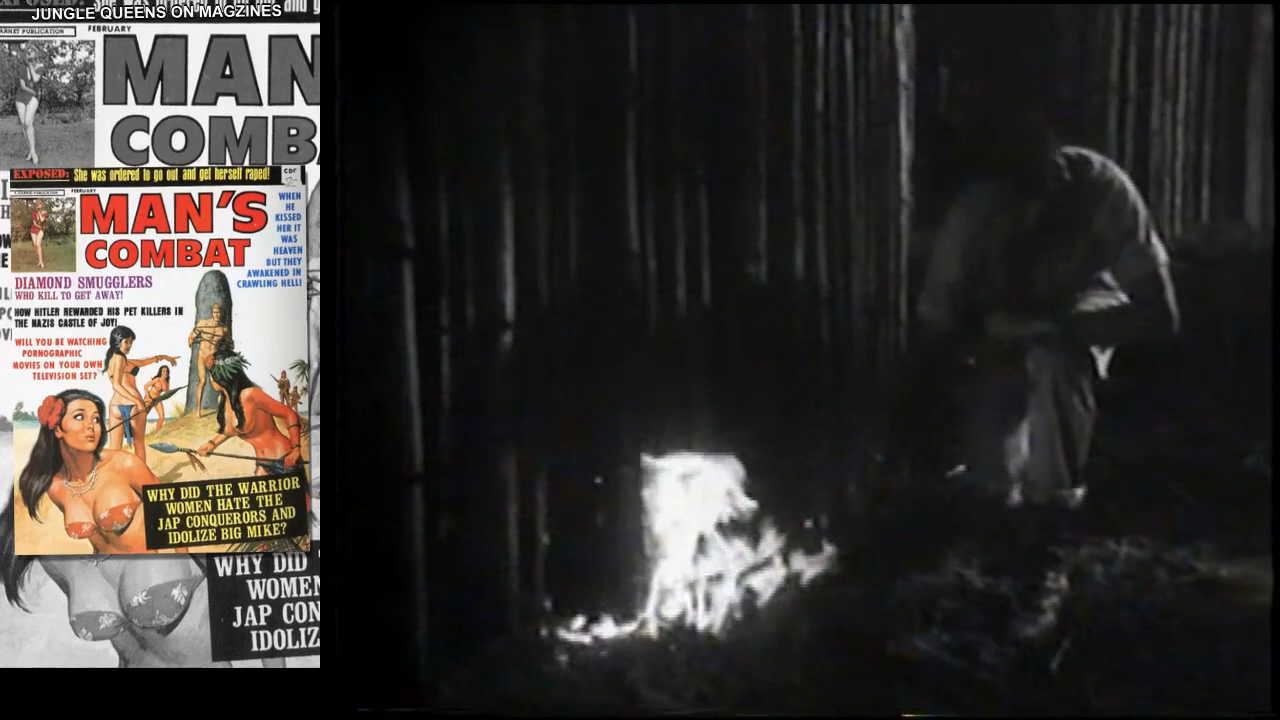 JUNGLE QUEENS ON MAGZINES
FEBRUARY
MAN
COMB
EXPOSED: She was ordered to go out and get herself raped!
CDC
FEBRUARY
MAN'S
COMBAT
WHEN
HE
KISSED
HER IT
WAS
HEAVEN
BUT THEY
AWAKENED IN
CRAWLING HELL!
DIAMOND SMUGGLERS
WHO KILL TO GET AWAY!
HOW HITLER REWARDED HIS PET KILLERS IN
THE NAZIS CASTLE OF JOY!
WILL YOU BE WATCHING
PORNOGRAPHIC
MOVIES ON YOUR OWN
TELEVISION SET?
WHY DID THE WARRIOR
WOMEN HATE THE
JAP CONQUERORS AND
IDOLIZE BIG MIKE?
WHY DID
WOMEN
JAP CON
IDOLIZ